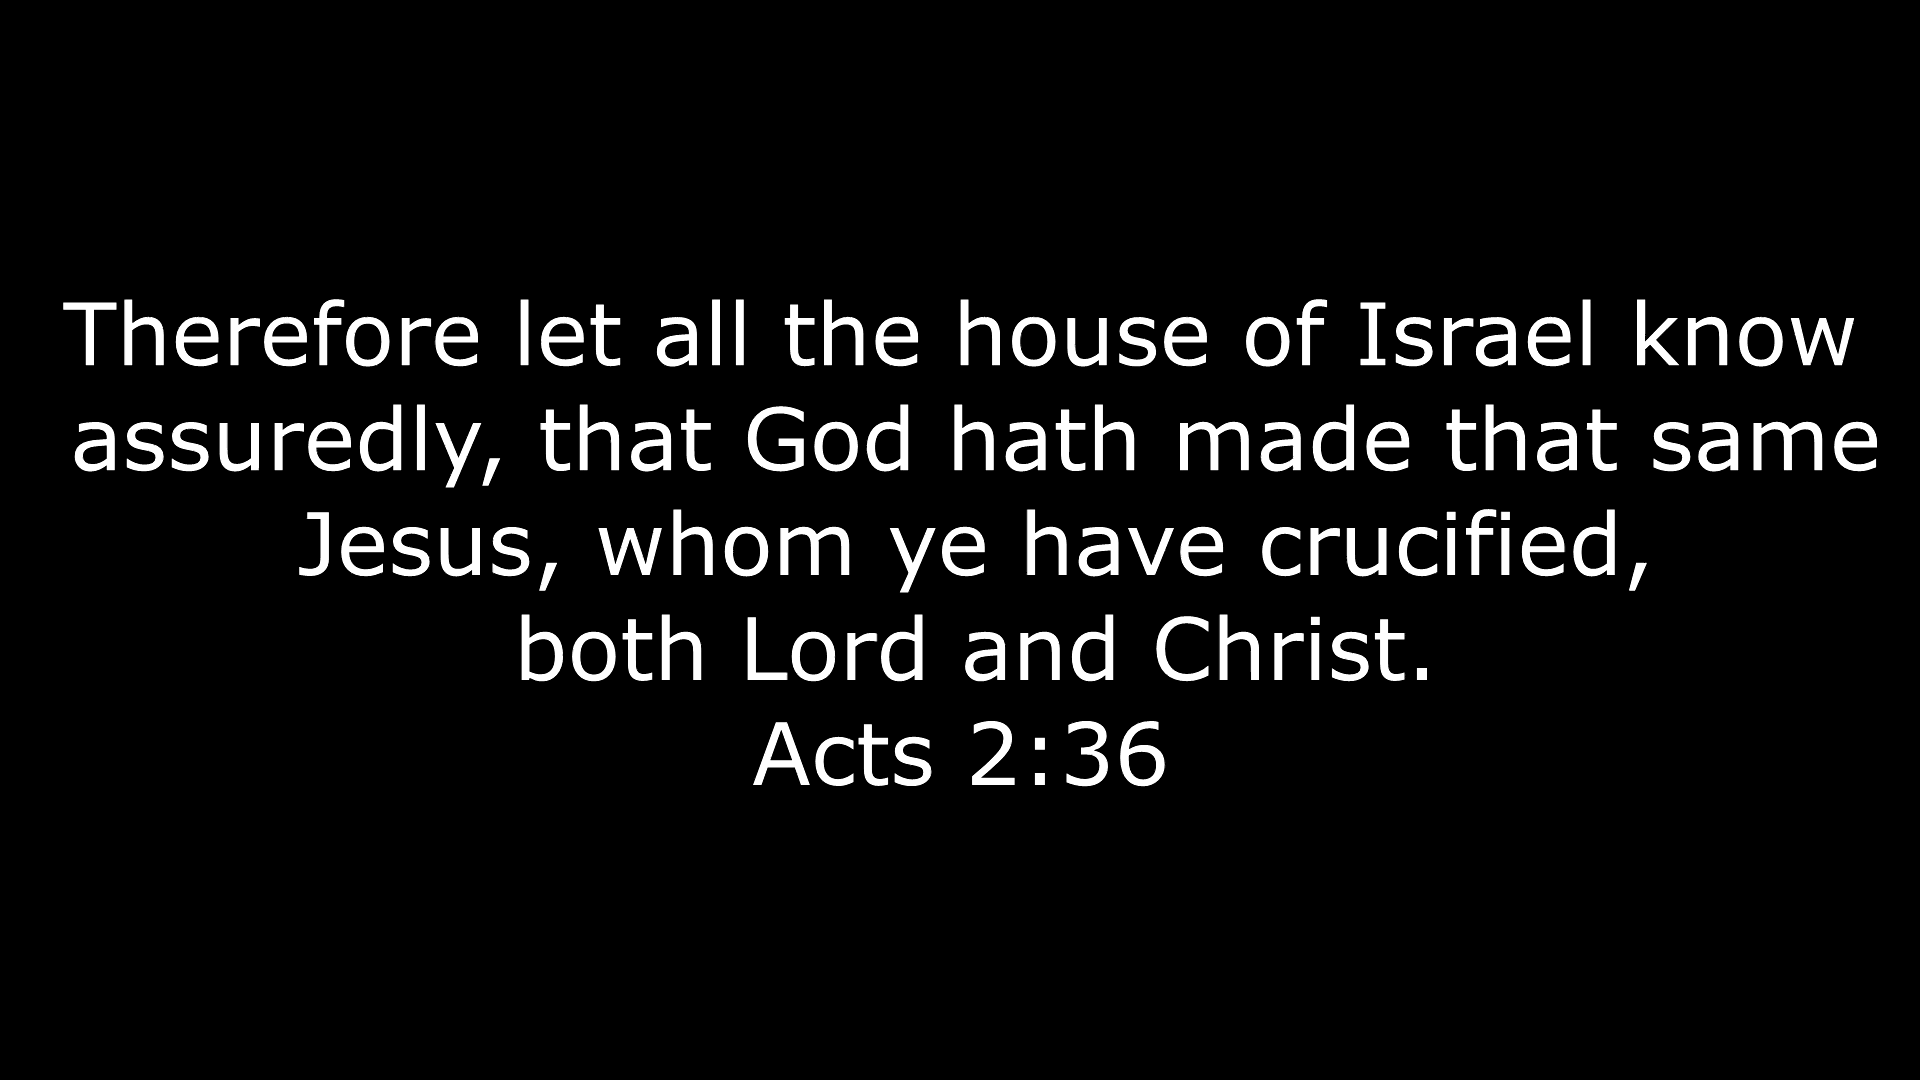 Therefore let all the house of Israel know
assuredly, that God hath made that same
Jesus, whom ye have crucified,
both Lord and Christ.
Acts 2:36